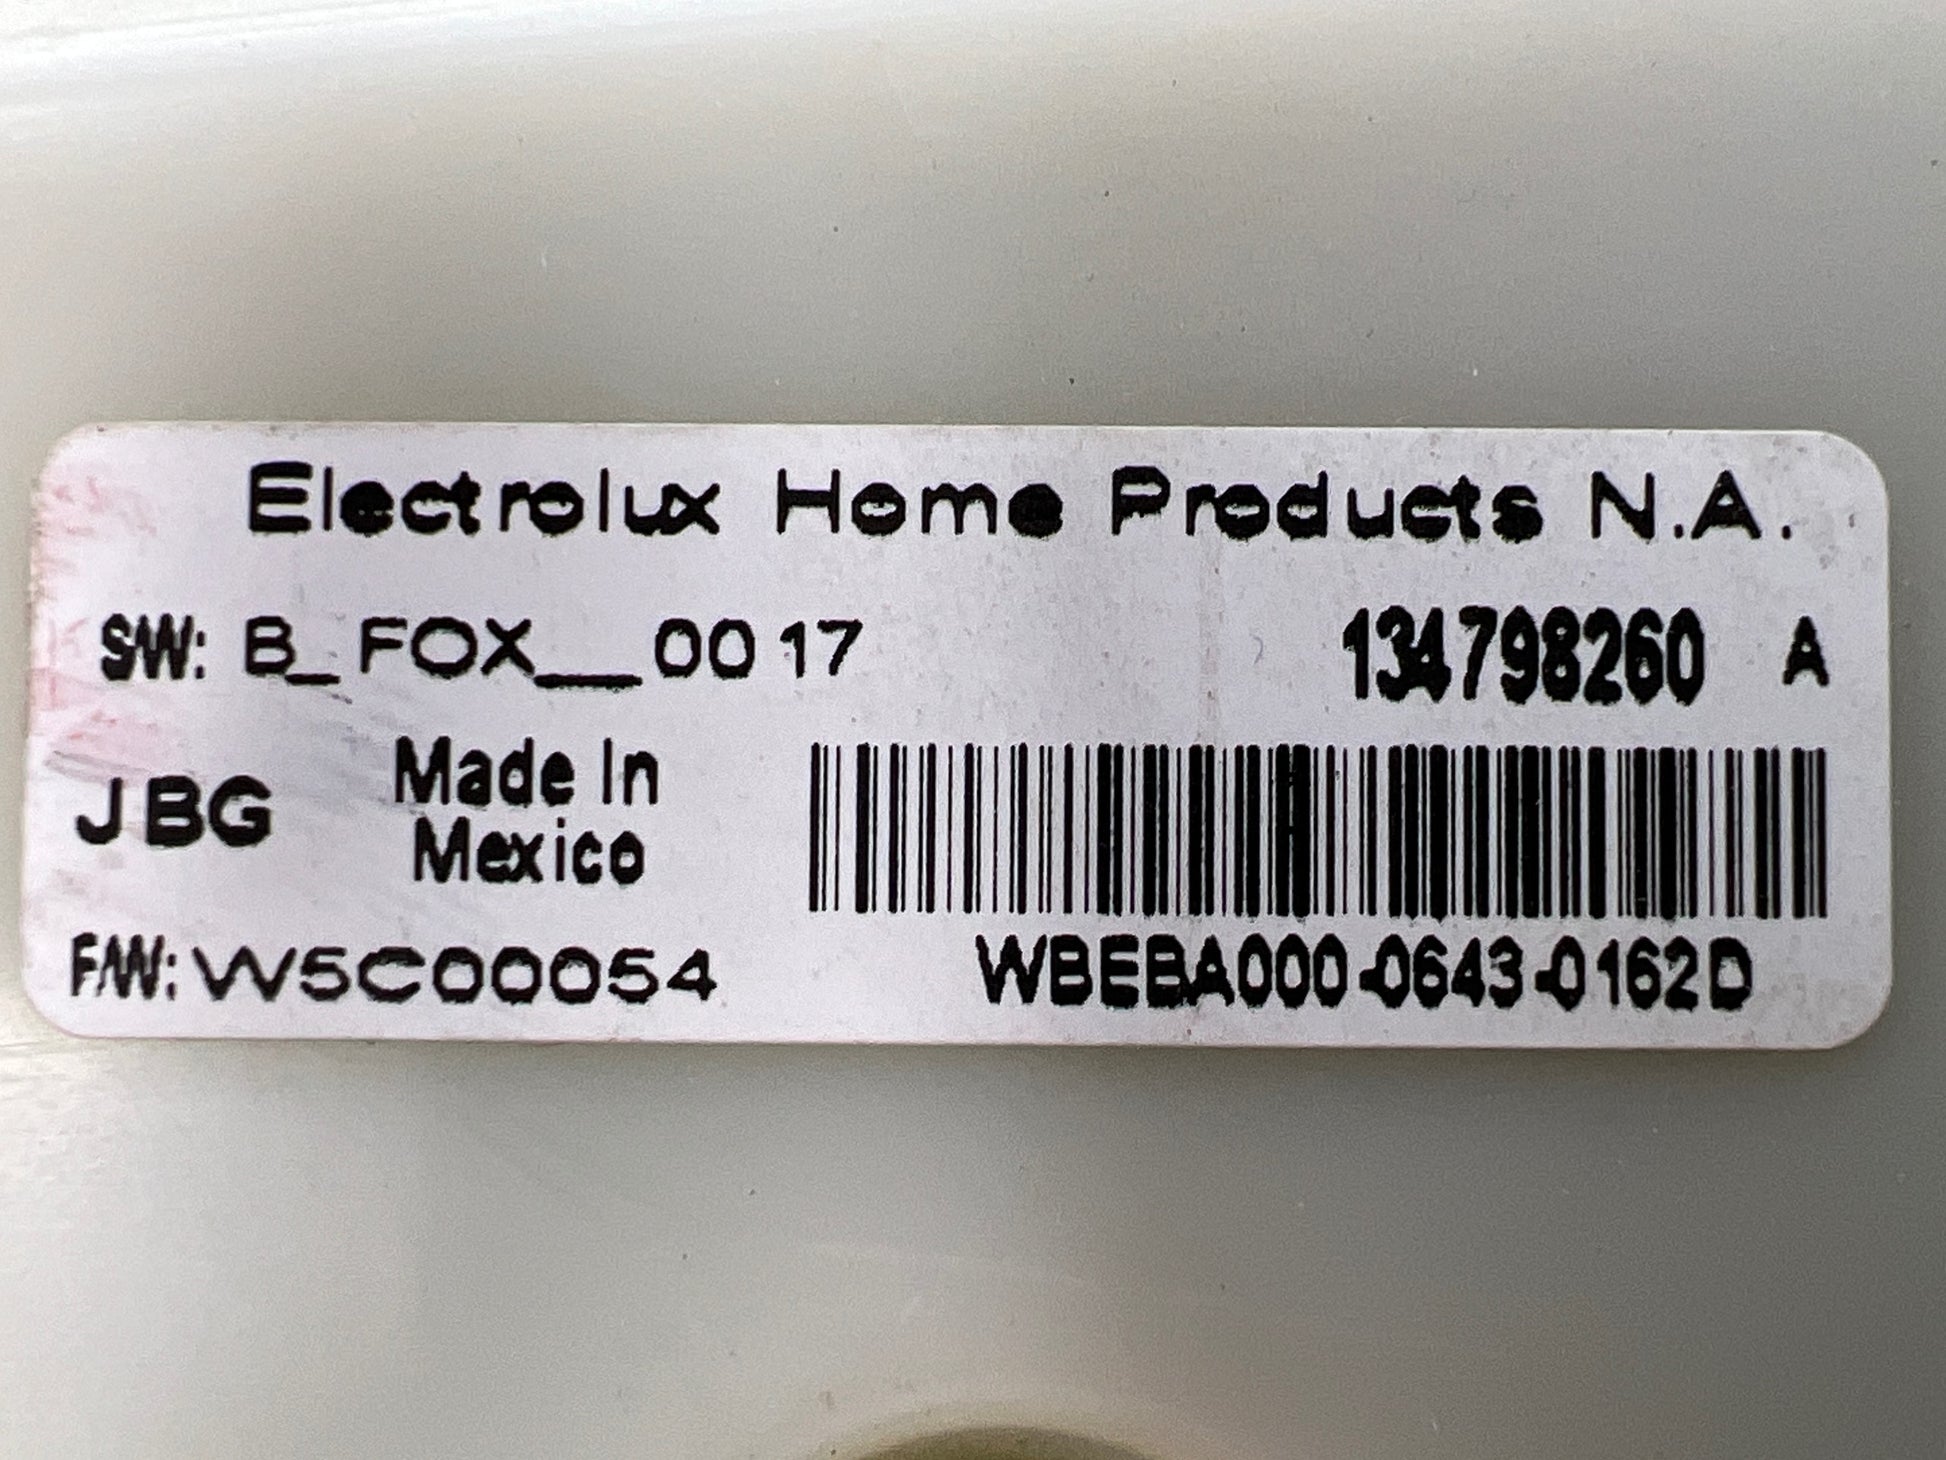 Electrolux Home Products N.A.
SW: B_FOX__0017
134798260 A
JBG
Made In
Mexico
F/W: W5C00054
WBEBA000-0643-0162D